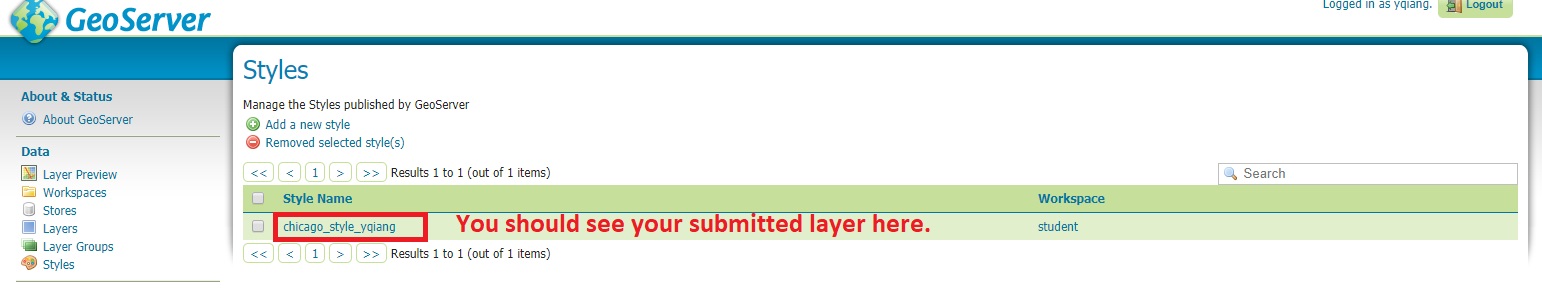 GeoServer
Logged in as yqiang.
Logout
About & Status
About GeoServer
Data
Layer Preview
Workspaces
Stores
Layers
Layer Groups
Styles
Styles
Manage the Styles published by GeoServer
Add a new style
Removed selected style(s)
<< < 1 > >> Results 1 to 1 (out of 1 items)
Search
Style Name Workspace
chicago_style_yqiang You should see your submitted layer here. student
<< < 1 > >> Results 1 to 1 (out of 1 items)